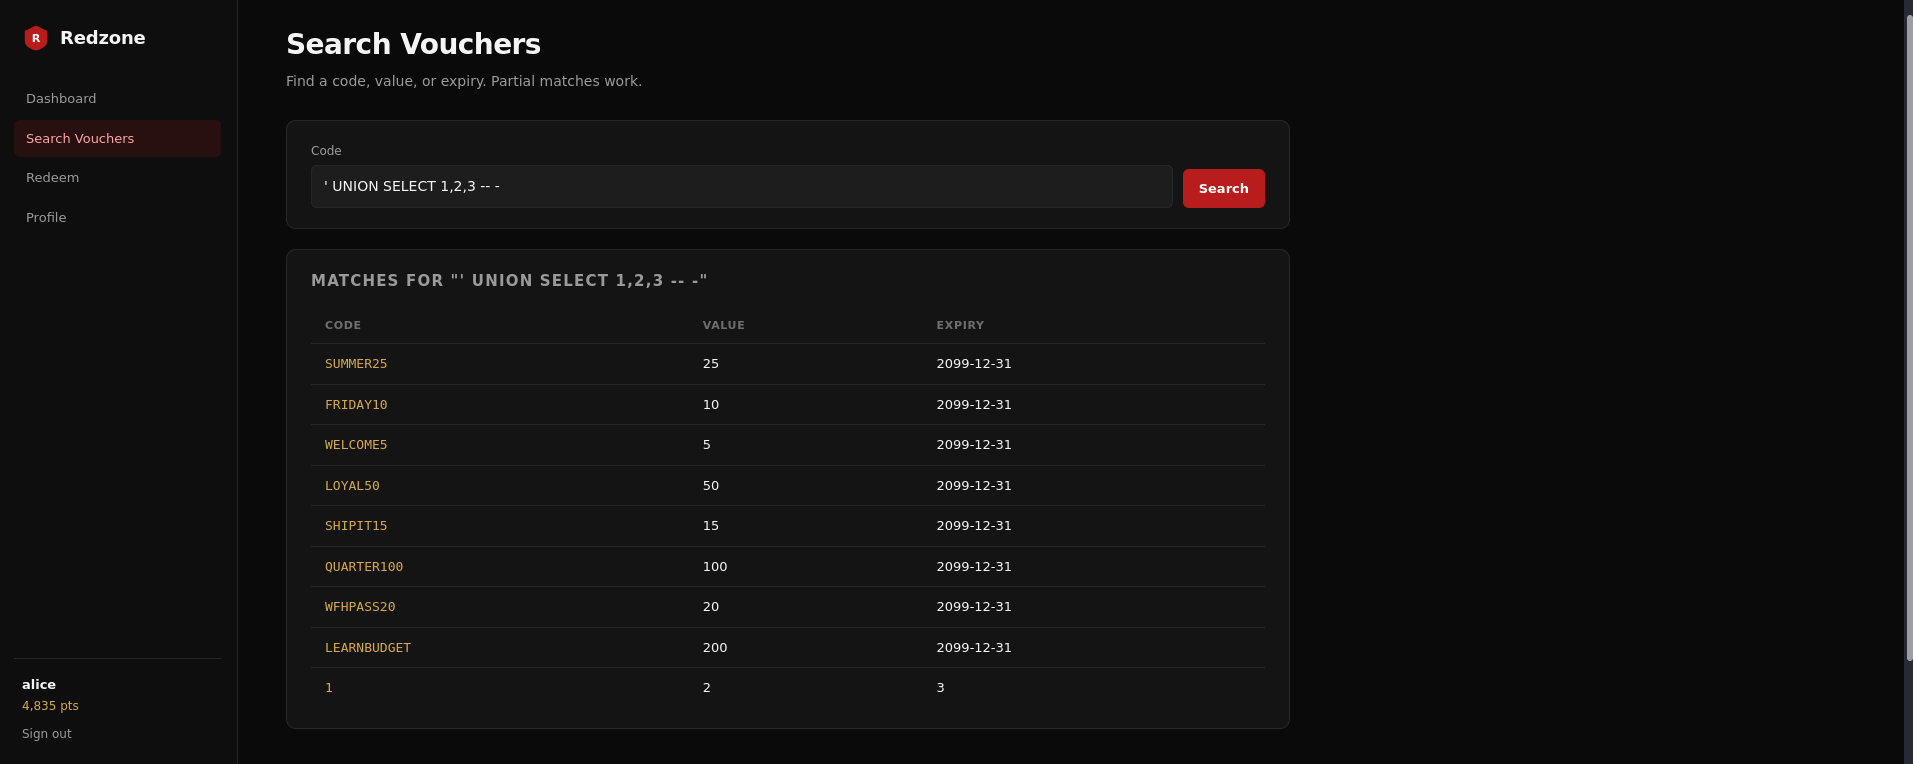 R Redzone
Dashboard
Search Vouchers
Redeem
Profile
alice
4,835 pts
Sign out
Search Vouchers
Find a code, value, or expiry. Partial matches work.
Code
' UNION SELECT 1,2,3 -- -
Search
MATCHES FOR "' UNION SELECT 1,2,3 -- -"
CODE VALUE EXPIRY
SUMMER25 25 2099-12-31
FRIDAY10 10 2099-12-31
WELCOME5 5 2099-12-31
LOYAL50 50 2099-12-31
SHIPIT15 15 2099-12-31
QUARTER100 100 2099-12-31
WFHPASS20 20 2099-12-31
LEARNBUDGET 200 2099-12-31
1 2 3